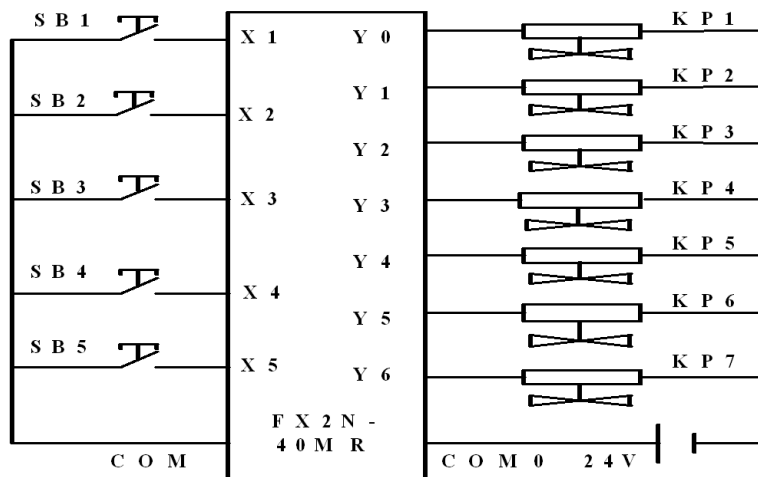 SB1
X1
Y0
KP1
SB2
X2
Y1
KP2
Y2
KP3
SB3
X3
Y3
KP4
SB4
X4
Y4
KP5
Y5
KP6
SB5
X5
Y6
KP7
FX2N-
40MR
COM
COM0 24V